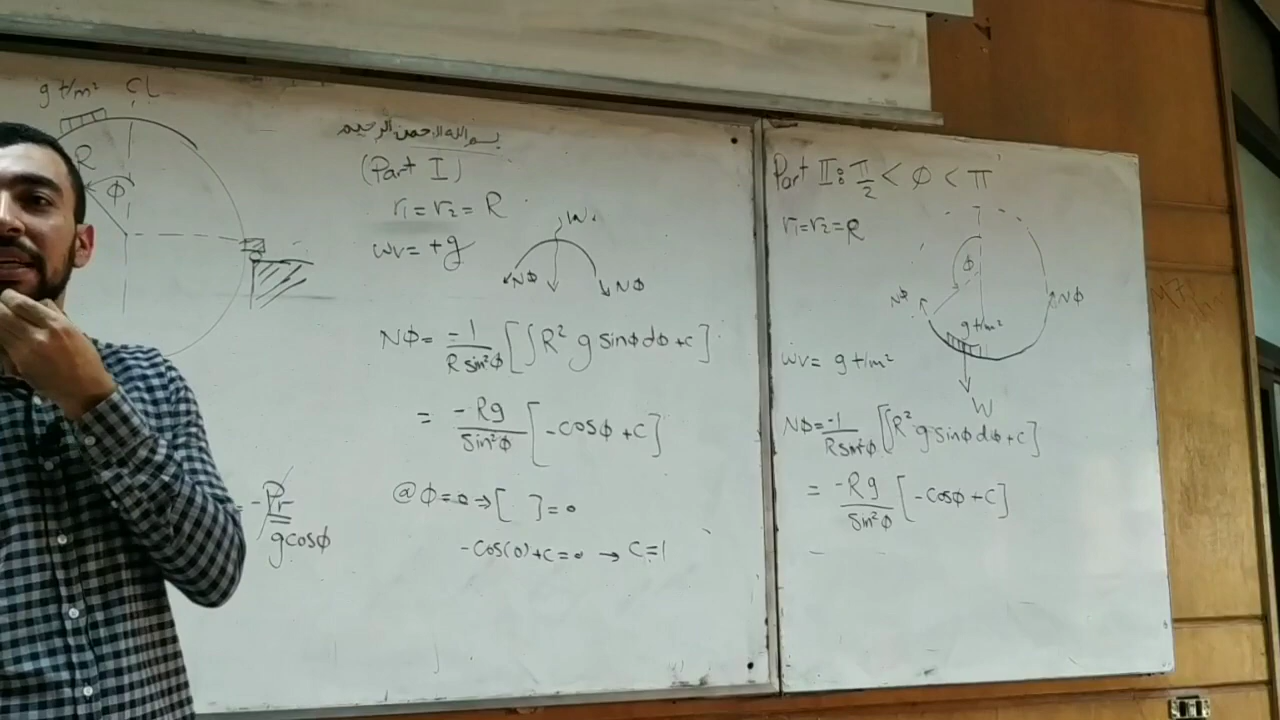 g t/m² CL
R
ϕ
-Pr
gcosϕ
بسم الله الرحمن الرحيم
(Part I)
r₁=r₂=R
Wv=+g
W
Nϕ Nϕ
Nϕ= -1/(R sin²ϕ) [∫R² g sinϕ dϕ +c]
= -Rg/sin²ϕ [-cosϕ +C]
@ ϕ=0 → [ ]=0
-cos(0)+c=0 → C=1
Part II: π/2 < ϕ < π
r₁=r₂=R
ϕ
Nϕ Nϕ
g t/m²
Wv= g t/m²
W
Nϕ= -1/(R sin²ϕ) [∫R² g sinϕ dϕ +c]
= -Rg/sin²ϕ [-cosϕ +C]